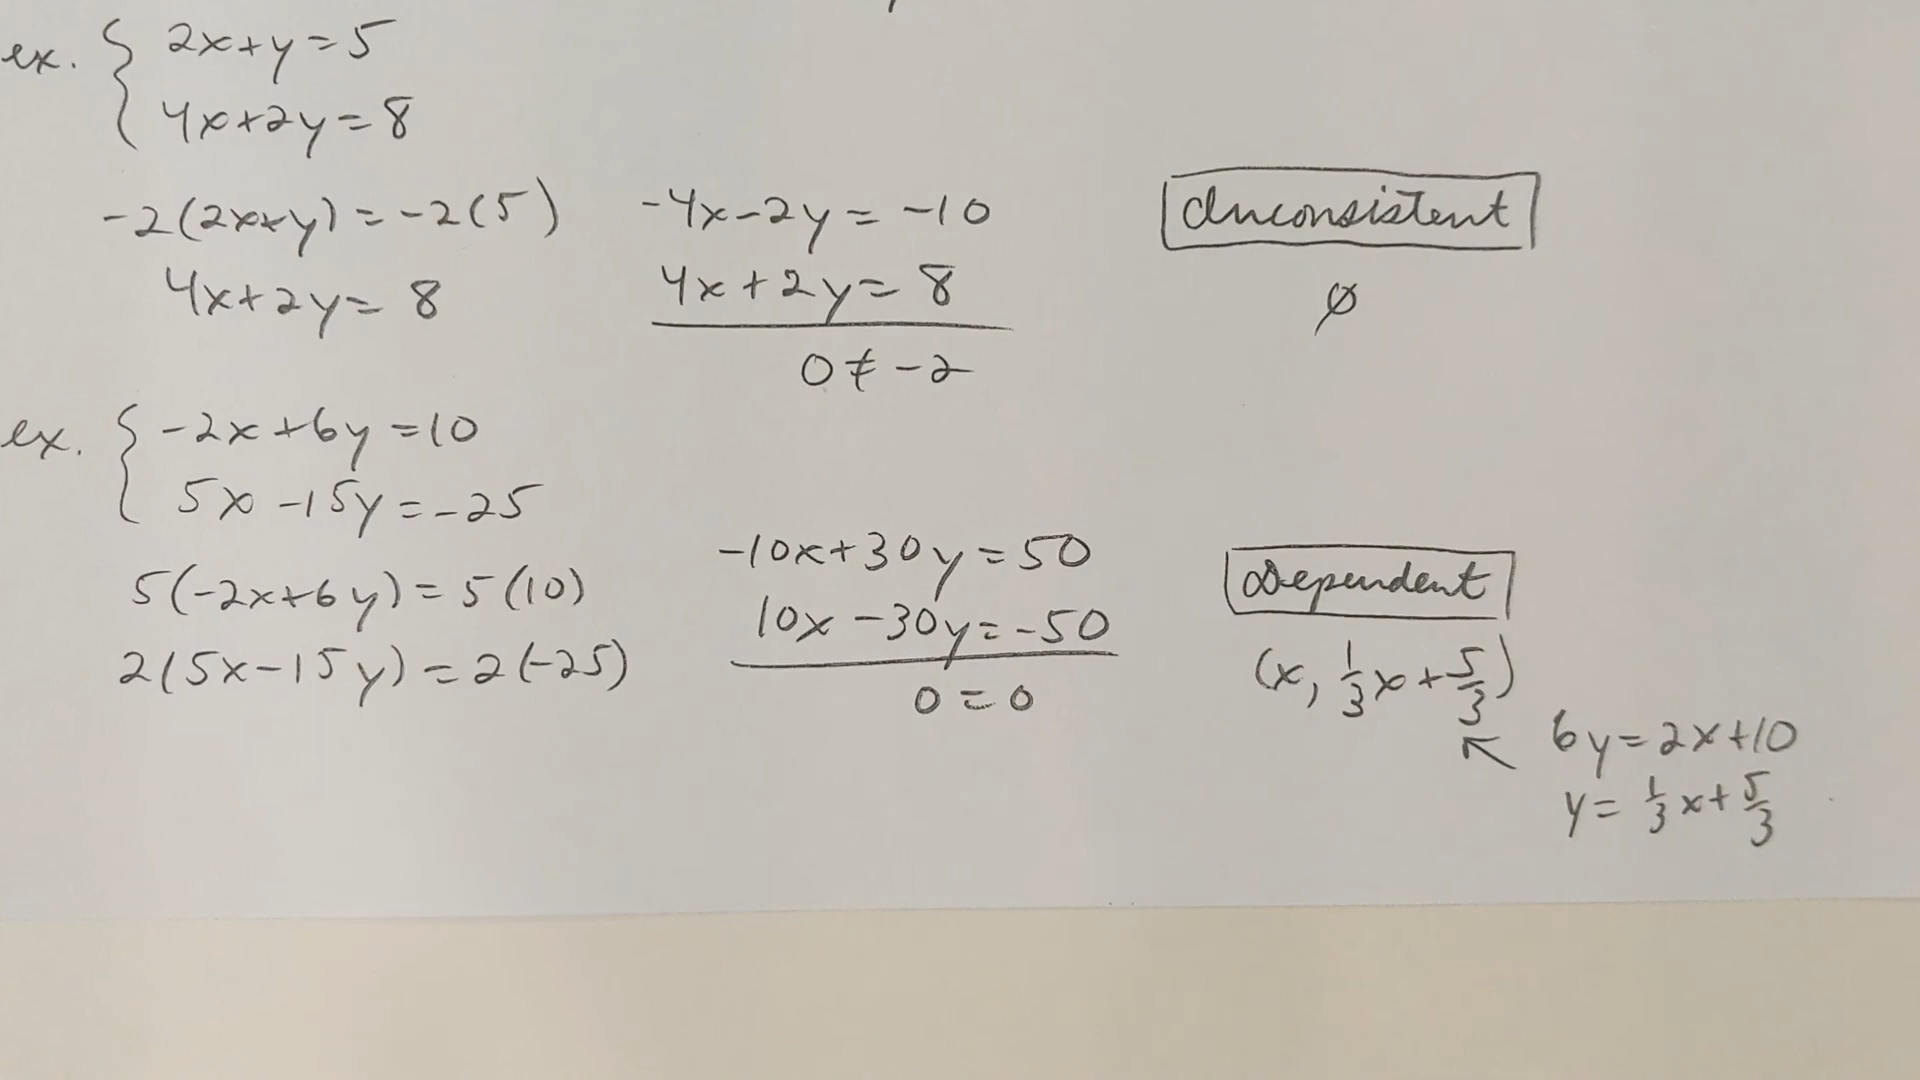 ex. { 2x+y=5
4x+2y=8
-2(2x+y)=-2(5)
4x+2y=8
-4x-2y=-10
4x+2y=8
0≠-2
Inconsistent
∅
ex. { -2x+6y=10
5x-15y=-25
5(-2x+6y)=5(10)
2(5x-15y)=2(-25)
-10x+30y=50
10x-30y=-50
0=0
Dependent
(x, 1/3x+5/3)
↖ 6y=2x+10
y=1/3x+5/3